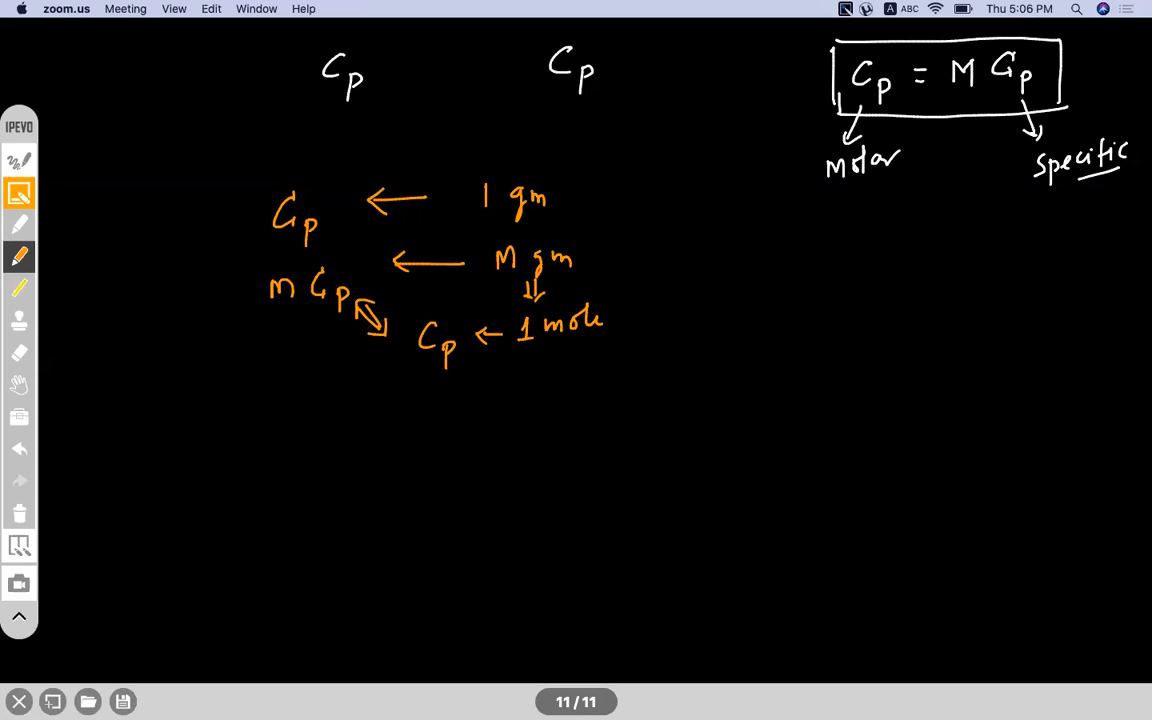 zoom.us Meeting View Edit Window Help A ABC Thu 5:06 PM
Cp Cp Cp = M Cp
molar specific
IPEVO
Cp ← 1 gm
← M gm
M Cp
Cp ← 1 mole
11/11